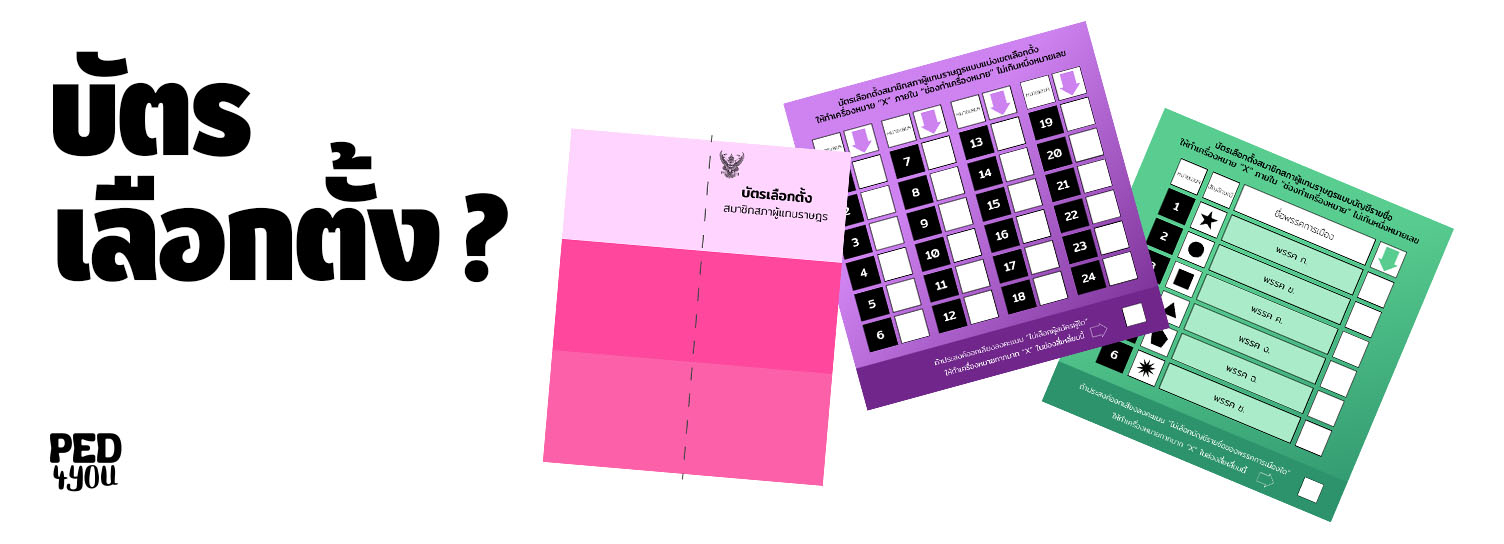 บัตร
เลือกตั้ง ?
PED
4YOU
บัตรเลือกตั้ง
สมาชิกสภาผู้แทนราษฎร
บัตรเลือกตั้งสมาชิกสภาผู้แทนราษฎรแบบแบ่งเขตเลือกตั้ง
ให้ทำเครื่องหมาย "X" ภายใน "ช่องทำเครื่องหมาย" ไม่เกินหนึ่งหมายเลข
หมายเลข หมายเลข หมายเลข
7 13 19
2 8 14 20
3 9 15 21
4 10 16 22
5 11 17 23
6 12 18 24
ถ้าประสงค์ออกเสียงลงคะแนน "ไม่เลือกผู้สมัครผู้ใด"
ให้ทำเครื่องหมายกากบาท "X" ในช่องสี่เหลี่ยมนี้
บัตรเลือกตั้งสมาชิกสภาผู้แทนราษฎรแบบบัญชีรายชื่อ
ให้ทำเครื่องหมาย "X" ภายใน "ช่องทำเครื่องหมาย" ไม่เกินหนึ่งหมายเลข
หมายเลข สัญลักษณ์ ชื่อพรรคการเมือง
1 พรรค ก.
2 พรรค ข.
พรรค ค.
พรรค ง.
พรรค ฉ.
6 พรรค ช.
ถ้าประสงค์ออกเสียงลงคะแนน "ไม่เลือกบัญชีรายชื่อของพรรคการเมืองใด"
ให้ทำเครื่องหมายกากบาท "X" ในช่องสี่เหลี่ยมนี้